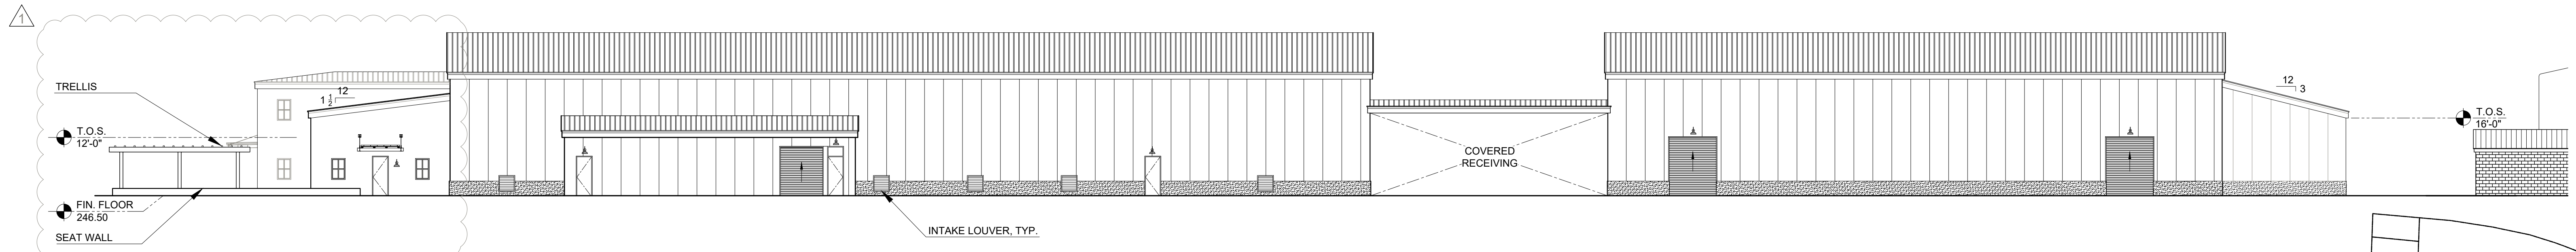 1
TRELLIS
1 1/2
12
T.O.S.
12'-0"
FIN. FLOOR
246.50
SEAT WALL
INTAKE LOUVER, TYP.
COVERED
RECEIVING
12
3
T.O.S.
16'-0"